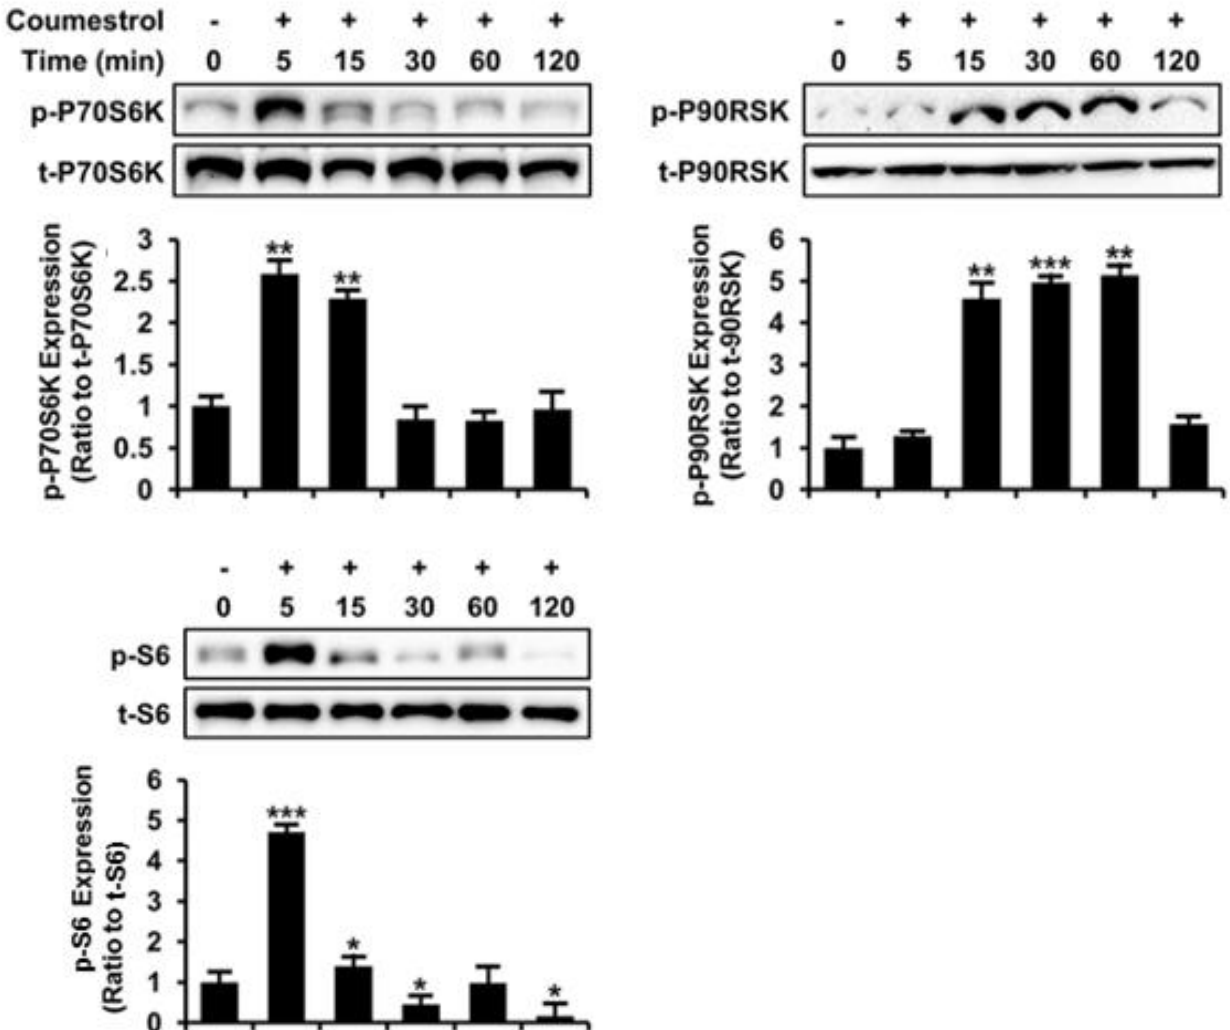 Coumestrol - + + + + +
Time (min) 0 5 15 30 60 120
p-P70S6K
t-P70S6K
p-P70S6K Expression
(Ratio to t-P70S6K)
3
2.5
2
1.5
1
0.5
0
**
**
- + + + + +
0 5 15 30 60 120
p-P90RSK
t-P90RSK
p-P90RSK Expression
(Ratio to t-90RSK)
6
5
4
3
2
1
0
**
***
**
- + + + + +
0 5 15 30 60 120
p-S6
t-S6
p-S6 Expression
(Ratio to t-S6)
6
5
4
3
2
1
0
***
*
*
*